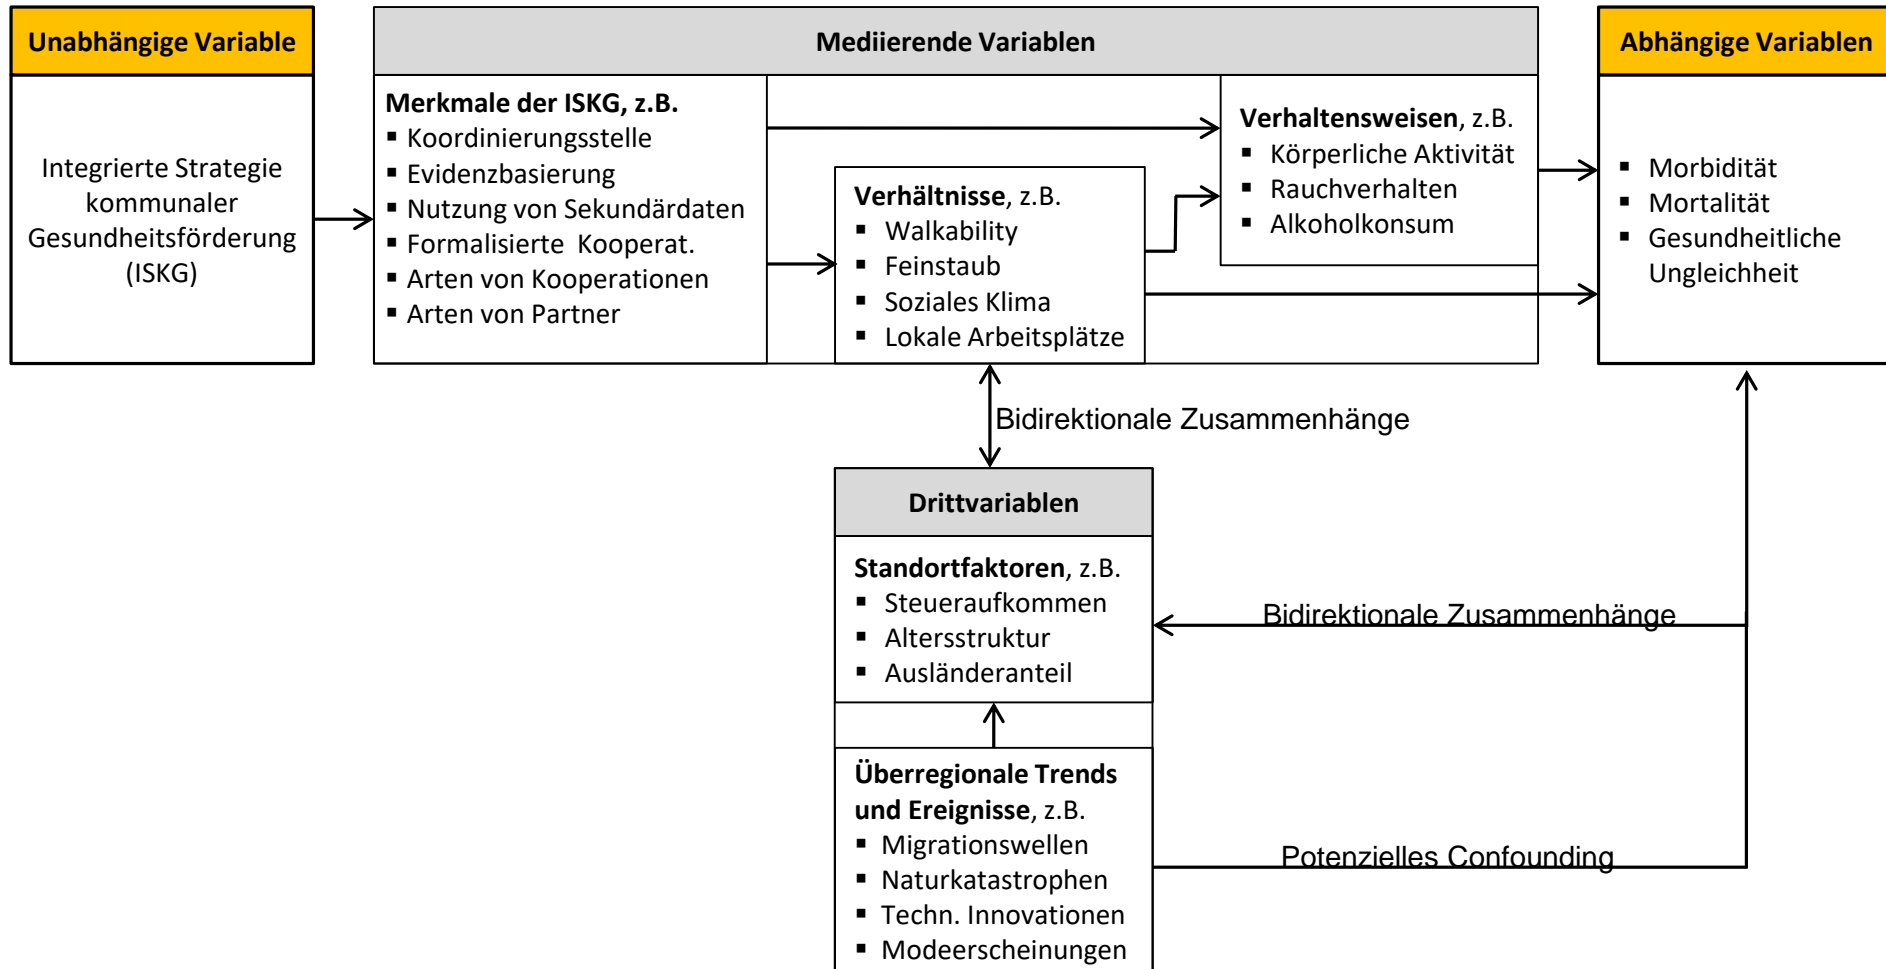 Unabhängige Variable
Integrierte Strategie
kommunaler
Gesundheitsförderung
(ISKG)
Mediierende Variablen
Merkmale der ISKG, z.B.
▪ Koordinierungsstelle
▪ Evidenzbasierung
▪ Nutzung von Sekundärdaten
▪ Formalisierte Kooperat.
▪ Arten von Kooperationen
▪ Arten von Partner
Verhältnisse, z.B.
▪ Walkability
▪ Feinstaub
▪ Soziales Klima
▪ Lokale Arbeitsplätze
Verhaltensweisen, z.B.
▪ Körperliche Aktivität
▪ Rauchverhalten
▪ Alkoholkonsum
Abhängige Variablen
▪ Morbidität
▪ Mortalität
▪ Gesundheitliche
Ungleichheit
Bidirektionale Zusammenhänge
Drittvariablen
Standortfaktoren, z.B.
▪ Steueraufkommen
▪ Altersstruktur
▪ Ausländeranteil
Bidirektionale Zusammenhänge
Überregionale Trends
und Ereignisse, z.B.
▪ Migrationswellen
▪ Naturkatastrophen
▪ Techn. Innovationen
▪ Modeerscheinungen
Potenzielles Confounding